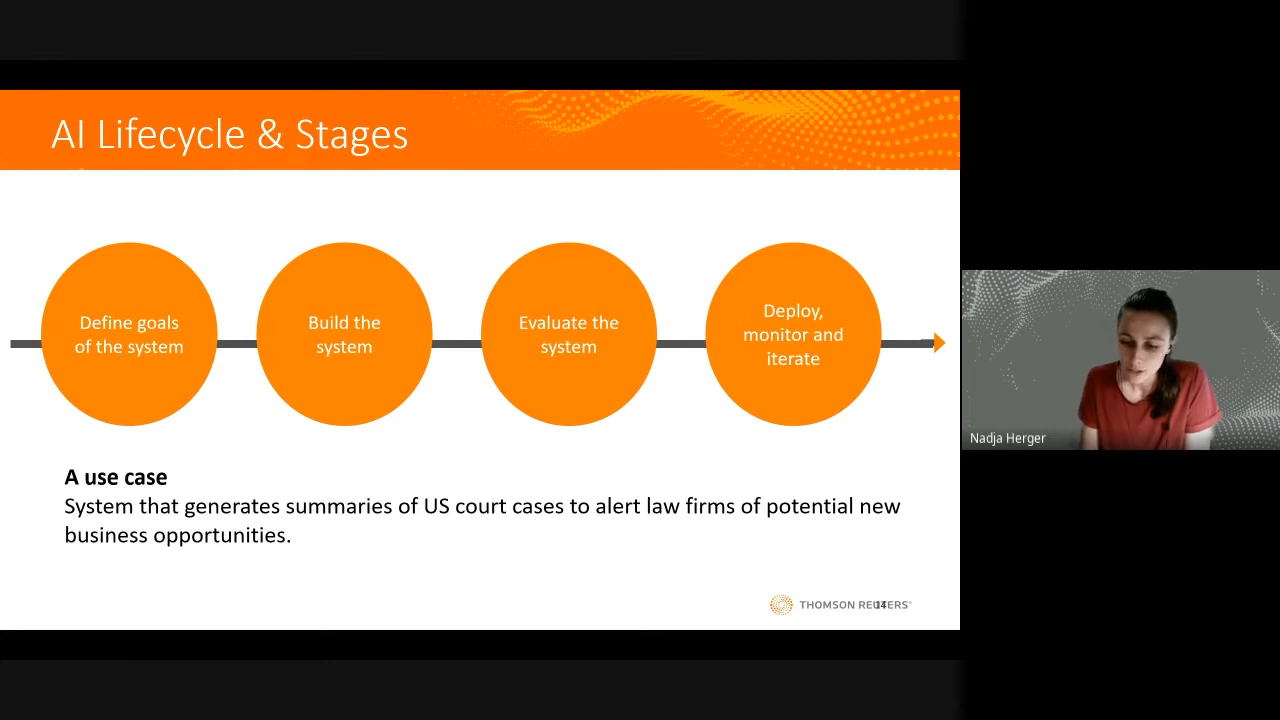 AI Lifecycle & Stages
Define goals
of the system
Build the
system
Evaluate the
system
Deploy,
monitor and
iterate
A use case
System that generates summaries of US court cases to alert law firms of potential new
business opportunities.
THOMSON REUTERS
14
Nadja Herger